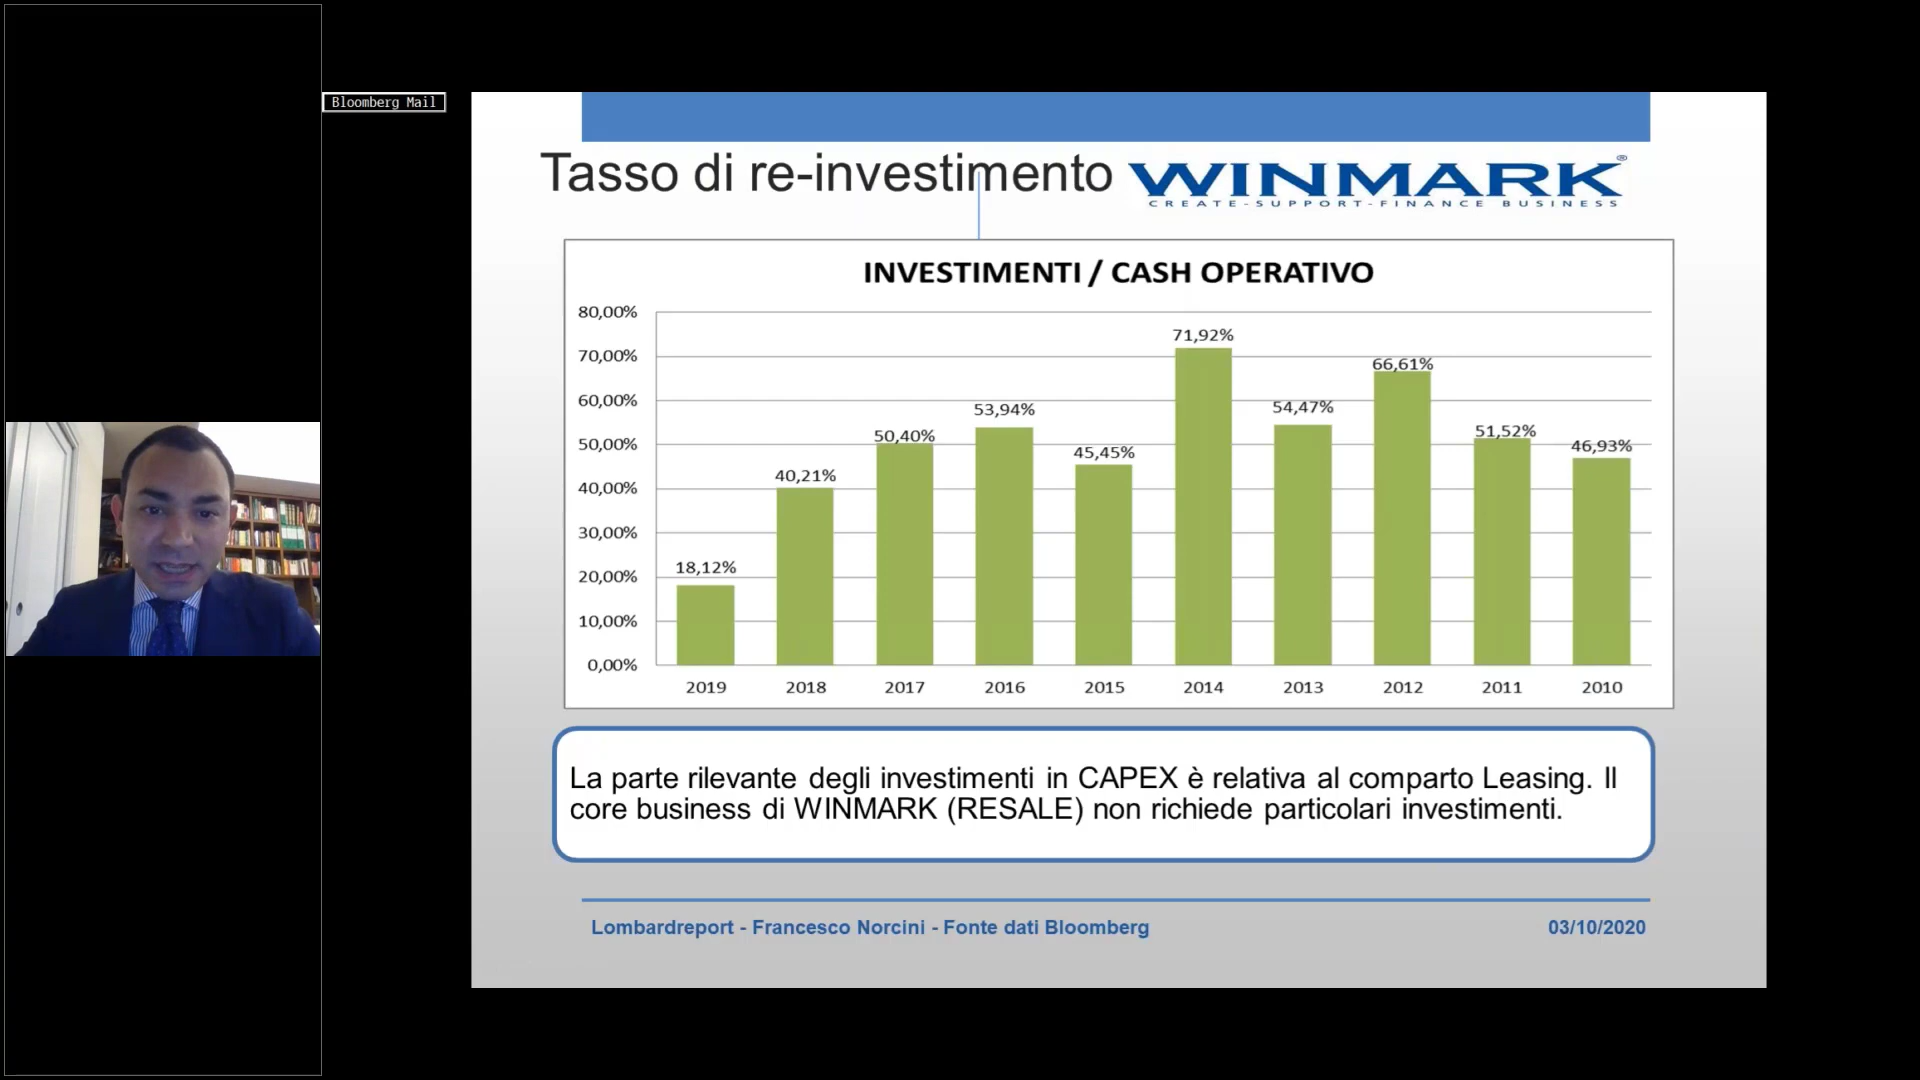 Bloomberg Mail
Tasso di re-investimento
WINMARK®
CREATE-SUPPORT-FINANCE BUSINESS
INVESTIMENTI / CASH OPERATIVO
80,00%
70,00%
60,00%
50,00%
40,00%
30,00%
20,00%
10,00%
0,00%
18,12%
40,21%
50,40%
53,94%
45,45%
71,92%
54,47%
66,61%
51,52%
46,93%
2019 2018 2017 2016 2015 2014 2013 2012 2011 2010
La parte rilevante degli investimenti in CAPEX è relativa al comparto Leasing. Il
core business di WINMARK (RESALE) non richiede particolari investimenti.
Lombardreport - Francesco Norcini - Fonte dati Bloomberg 03/10/2020